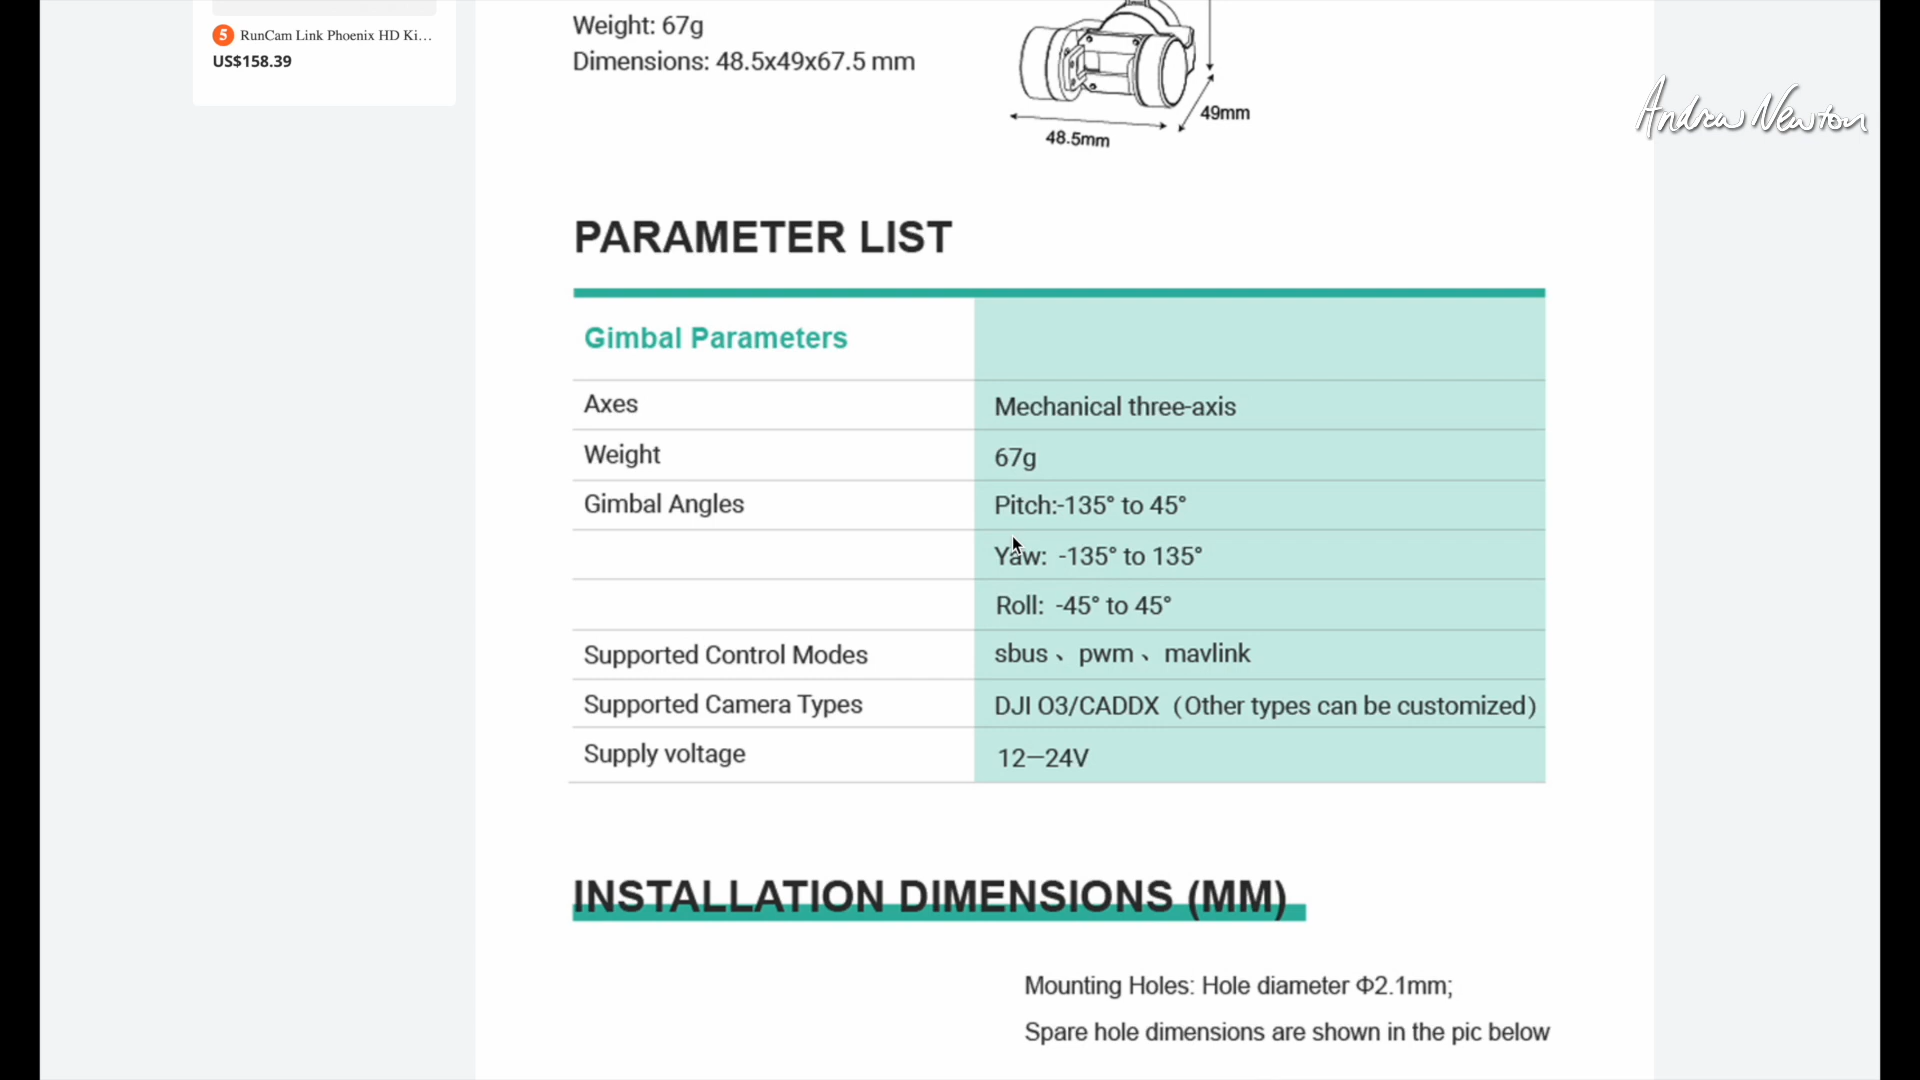 5 RunCam Link Phoenix HD Ki...
US$158.39
Weight: 67g
Dimensions: 48.5x49x67.5 mm
49mm
48.5mm
Andrew Newton
PARAMETER LIST
Gimbal Parameters
Axes Mechanical three-axis
Weight 67g
Gimbal Angles Pitch:-135° to 45°
Yaw: -135° to 135°
Roll: -45° to 45°
Supported Control Modes sbus、pwm、mavlink
Supported Camera Types DJI O3/CADDX（Other types can be customized）
Supply voltage 12—24V
INSTALLATION DIMENSIONS (MM)
Mounting Holes: Hole diameter Φ2.1mm;
Spare hole dimensions are shown in the pic below